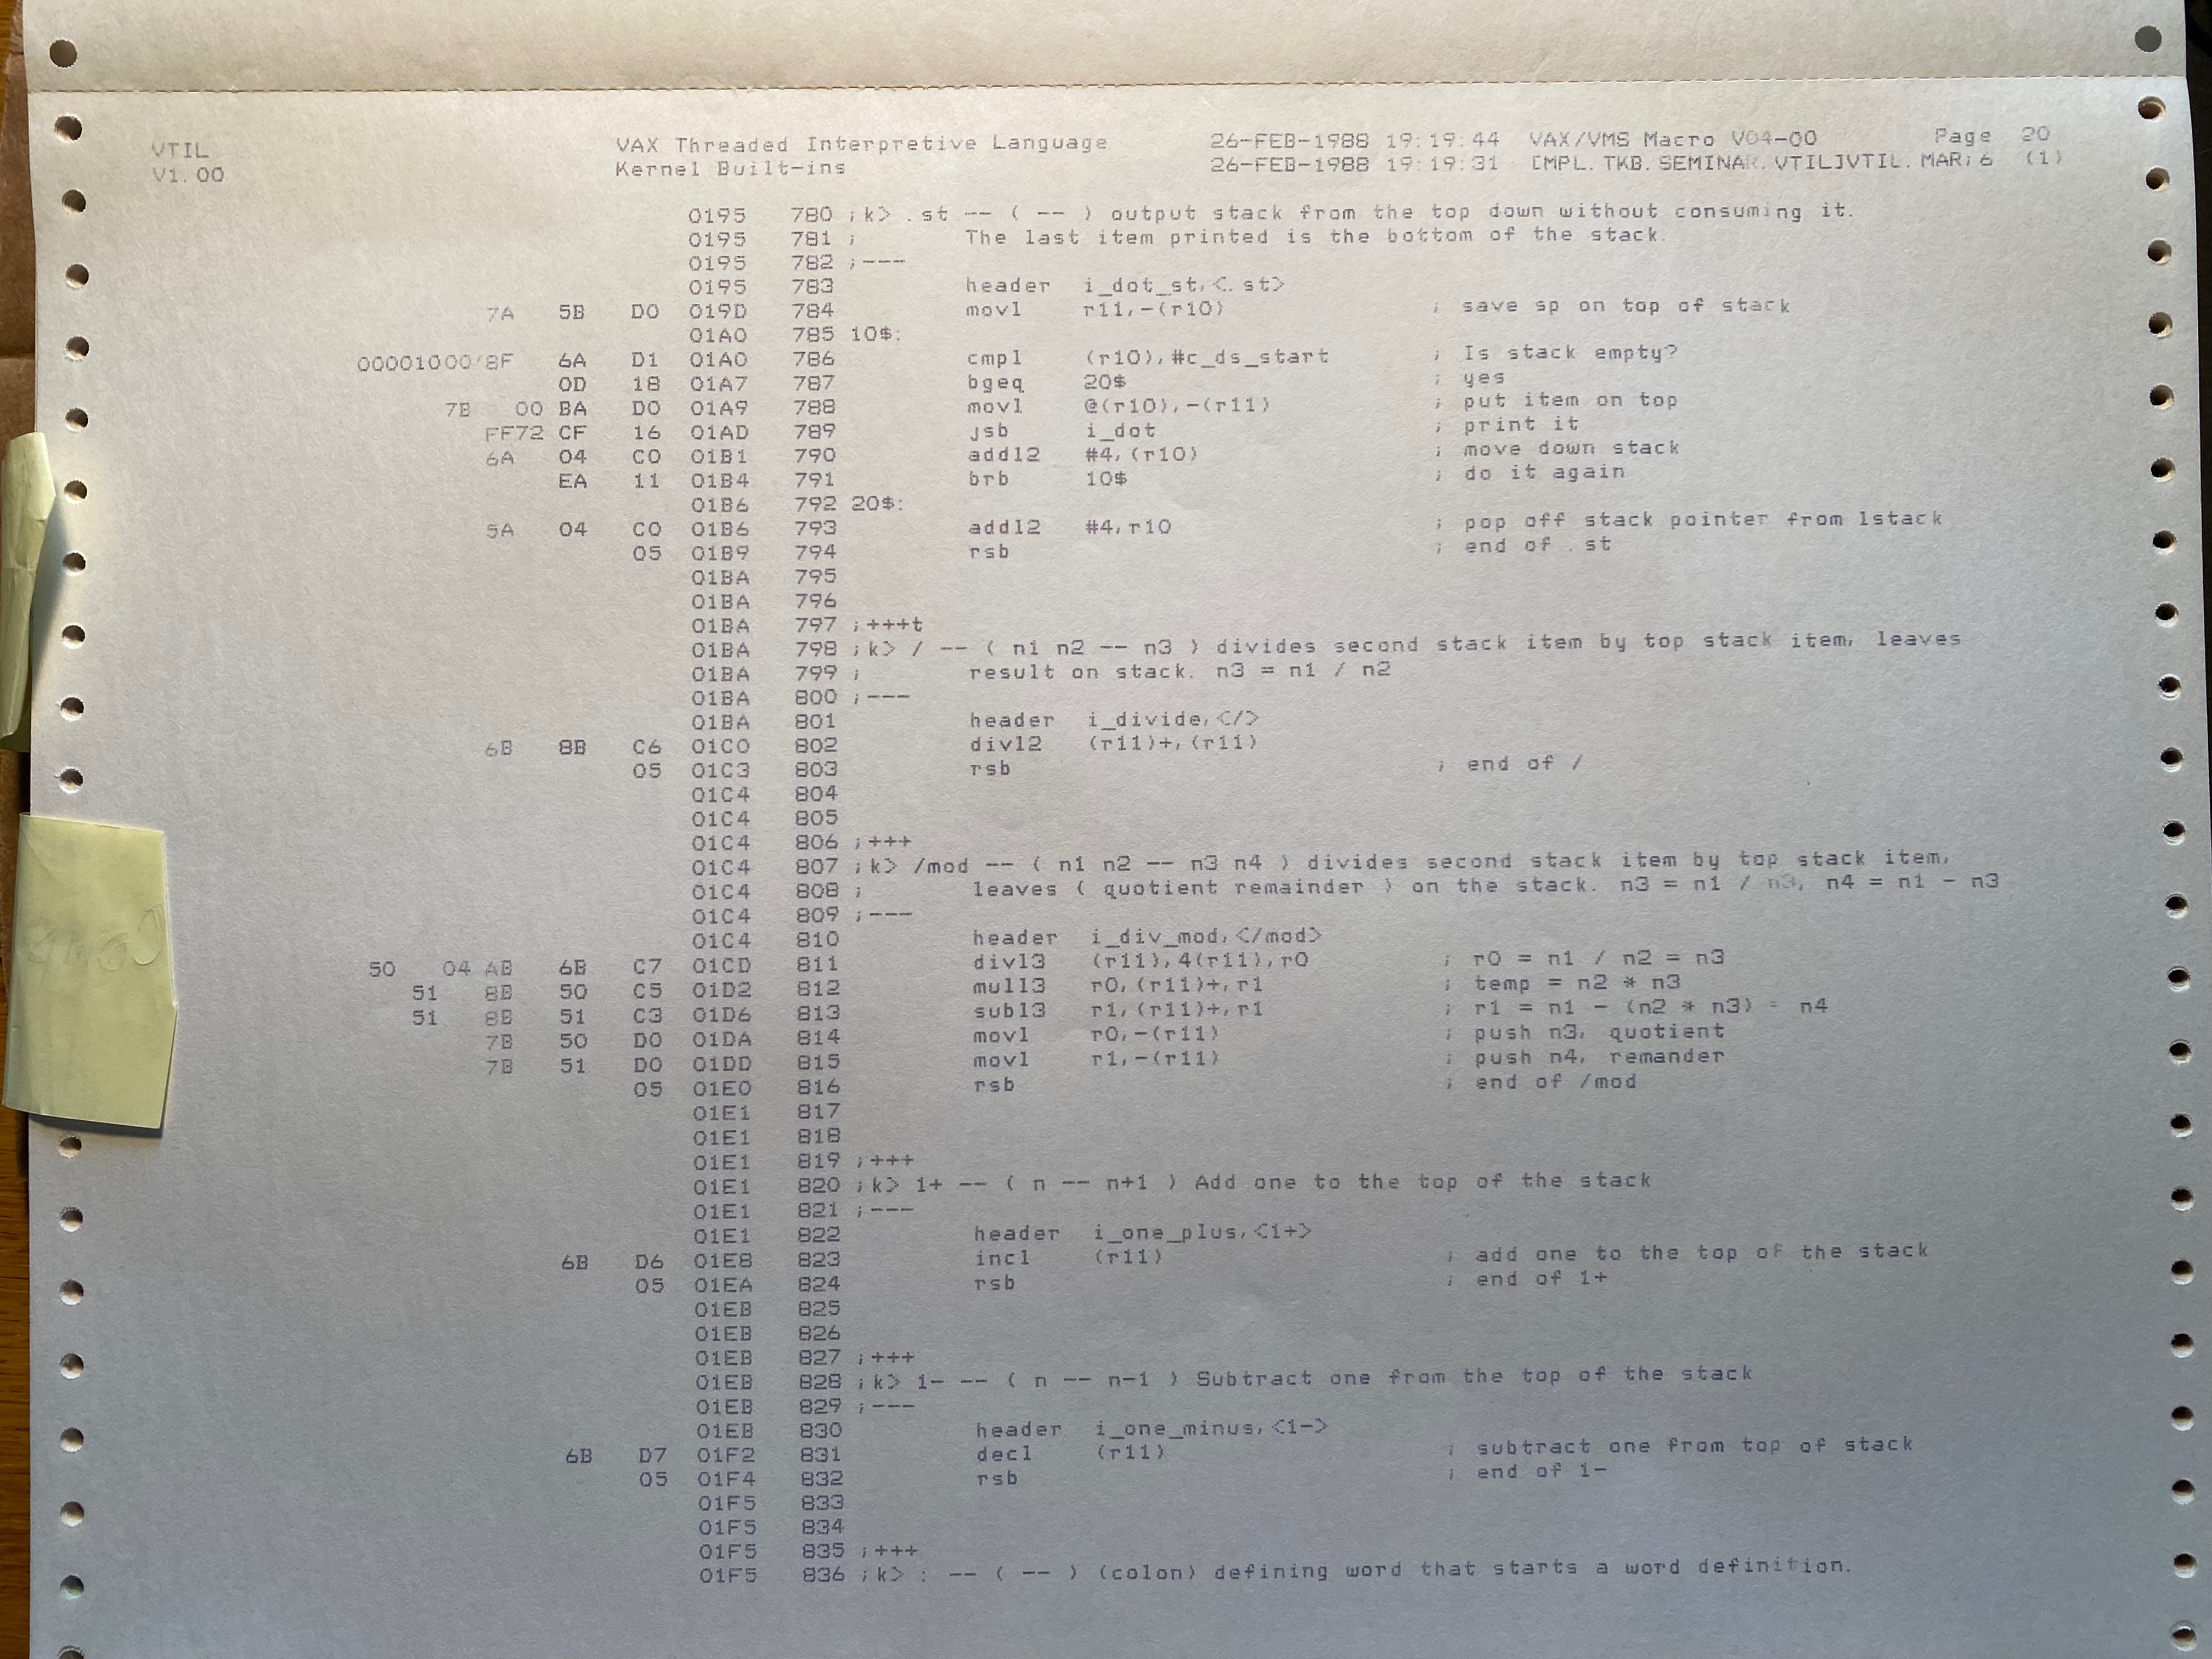 VTIL VAX Threaded Interpretive Language 26-FEB-1988 19:19:44 VAX/VMS Macro V04-00 Page 20
V1.00 Kernel Built-ins 26-FEB-1988 19:19:31 [MPL.TKB.SEMINAR.VTIL]VTIL.MAR;6 (1)
0195 780 ;k> .st -- ( -- ) output stack from the top down without consuming it.
0195 781 ; The last item printed is the bottom of the stack.
0195 782 ;---
0195 783 header i_dot_st,<.st>
7A 5B D0 019D 784 movl r11,-(r10) ; save sp on top of stack
01A0 785 10$:
00001000'8F 6A D1 01A0 786 cmpl (r10),#c_ds_start ; Is stack empty?
0D 18 01A7 787 bgeq 20$ ; yes
7B 00 BA D0 01A9 788 movl @(r10),-(r11) ; put item on top
FF72 CF 16 01AD 789 jsb i_dot ; print it
6A 04 C0 01B1 790 addl2 #4,(r10) ; move down stack
EA 11 01B4 791 brb 10$ ; do it again
01B6 792 20$:
5A 04 C0 01B6 793 addl2 #4,r10 ; pop off stack pointer from lstack
05 01B9 794 rsb ; end of .st
01BA 795
01BA 796
01BA 797 ;+++t
01BA 798 ;k> / -- ( n1 n2 -- n3 ) divides second stack item by top stack item, leaves
01BA 799 ; result on stack. n3 = n1 / n2
01BA 800 ;---
01BA 801 header i_divide,</>
6B 8B C6 01C0 802 divl2 (r11)+,(r11)
05 01C3 803 rsb ; end of /
01C4 804
01C4 805
01C4 806 ;+++
01C4 807 ;k> /mod -- ( n1 n2 -- n3 n4 ) divides second stack item by top stack item,
01C4 808 ; leaves ( quotient remainder ) on the stack. n3 = n1 / n3, n4 = n1 - n3
01C4 809 ;---
01C4 810 header i_div_mod,</mod>
50 04 AB 6B C7 01CD 811 divl3 (r11),4(r11),r0 ; r0 = n1 / n2 = n3
51 8B 50 C5 01D2 812 mull3 r0,(r11)+,r1 ; temp = n2 * n3
51 8B 51 C3 01D6 813 subl3 r1,(r11)+,r1 ; r1 = n1 - (n2 * n3) = n4
7B 50 D0 01DA 814 movl r0,-(r11) ; push n3, quotient
7B 51 D0 01DD 815 movl r1,-(r11) ; push n4, remander
05 01E0 816 rsb ; end of /mod
01E1 817
01E1 818
01E1 819 ;+++
01E1 820 ;k> 1+ -- ( n -- n+1 ) Add one to the top of the stack
01E1 821 ;---
01E1 822 header i_one_plus,<1+>
6B D6 01E8 823 incl (r11) ; add one to the top of the stack
05 01EA 824 rsb ; end of 1+
01EB 825
01EB 826
01EB 827 ;+++
01EB 828 ;k> 1- -- ( n -- n-1 ) Subtract one from the top of the stack
01EB 829 ;---
01EB 830 header i_one_minus,<1->
6B D7 01F2 831 decl (r11) ; subtract one from top of stack
05 01F4 832 rsb ; end of 1-
01F5 833
01F5 834
01F5 835 ;+++
01F5 836 ;k> : -- ( -- ) (colon) defining word that starts a word definition.